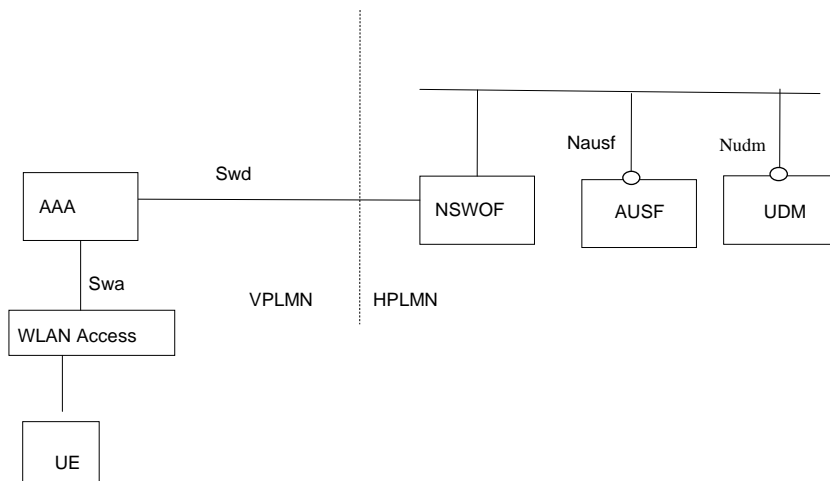 Nausf
Nudm
Swd
AAA
NSWOF
AUSF
UDM
Swa
VPLMN
HPLMN
WLAN Access
UE